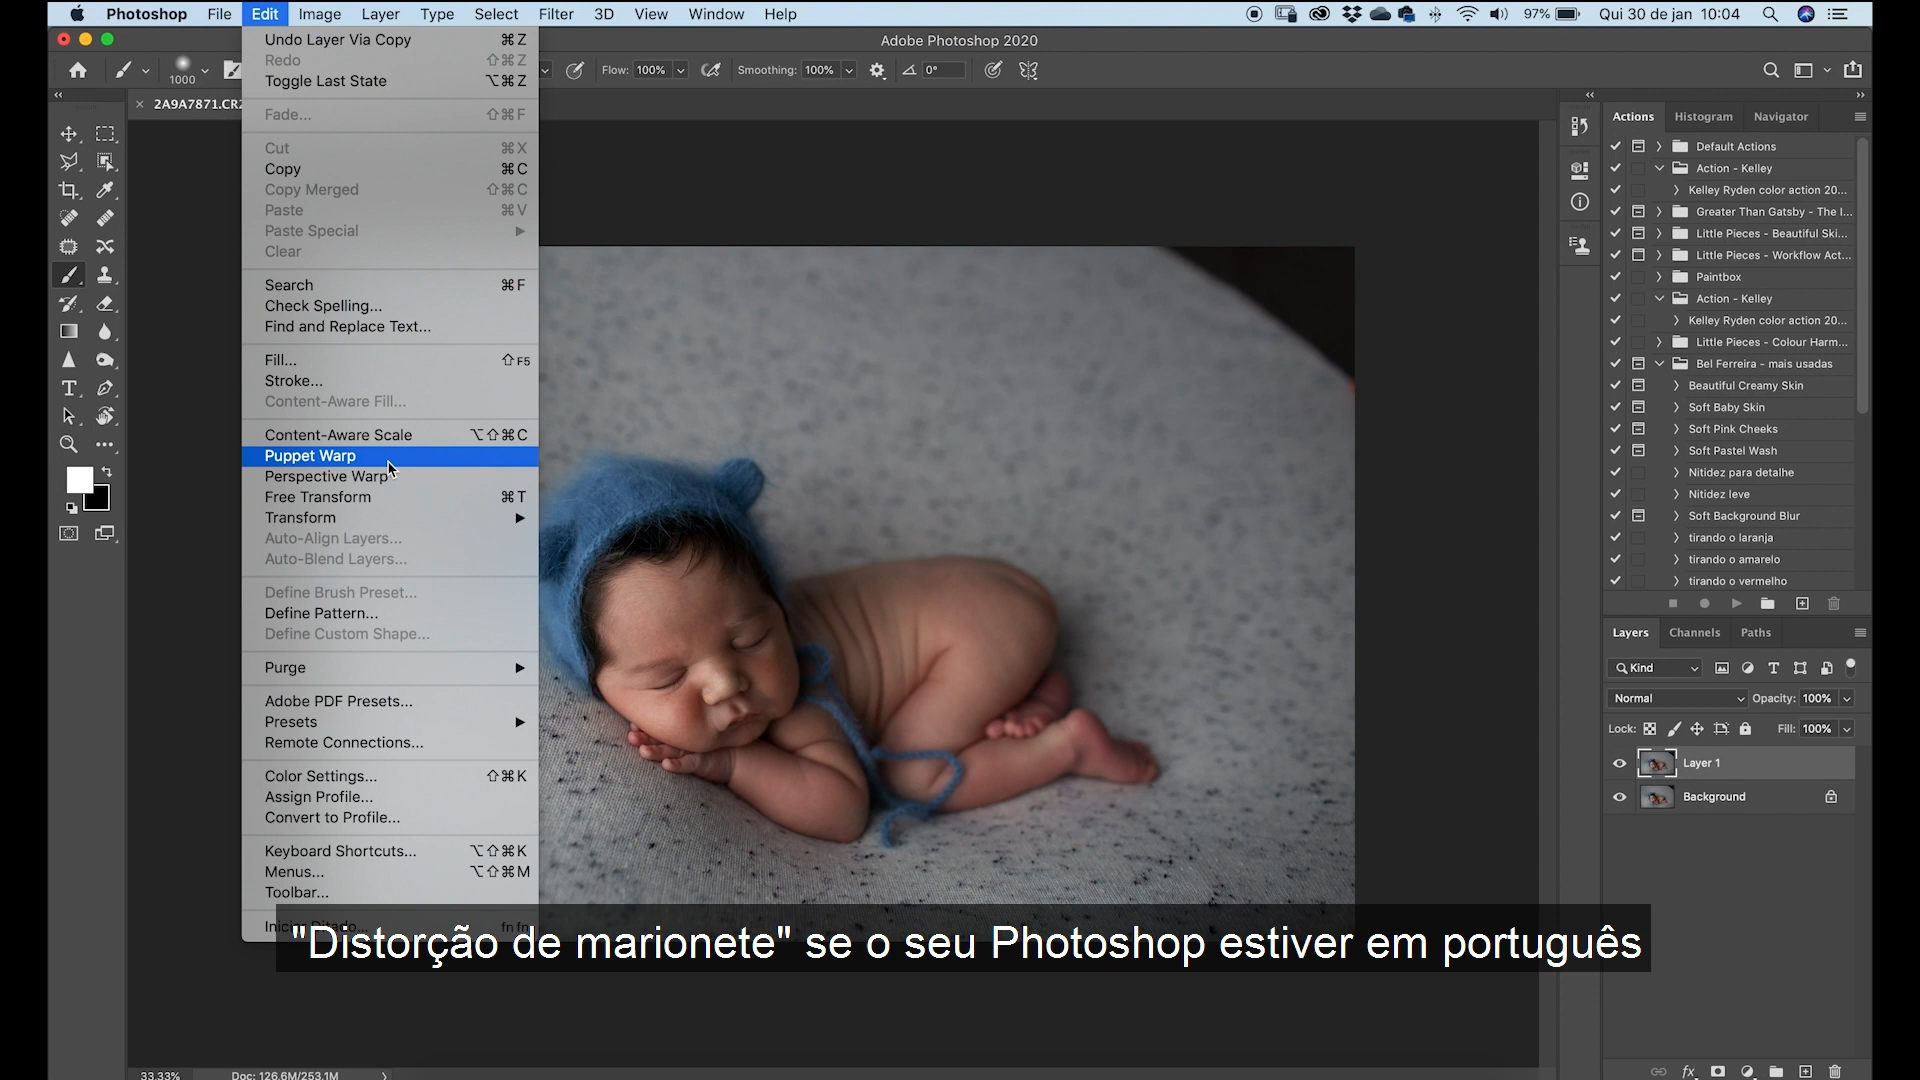 Photoshop File Edit Image Layer Type Select Filter 3D View Window Help 97% Qui 30 de jan 10:04
Adobe Photoshop 2020
1000 Flow: 100% Smoothing: 100% 0°
2A9A7871.CR2
Undo Layer Via Copy ⌘Z
Redo ⇧⌘Z
Toggle Last State ⌥⌘Z
Fade... ⇧⌘F
Cut ⌘X
Copy ⌘C
Copy Merged ⇧⌘C
Paste ⌘V
Paste Special
Clear
Search ⌘F
Check Spelling...
Find and Replace Text...
Fill... ⇧F5
Stroke...
Content-Aware Fill...
Content-Aware Scale ⌥⇧⌘C
Puppet Warp
Perspective Warp
Free Transform ⌘T
Transform
Auto-Align Layers...
Auto-Blend Layers...
Define Brush Preset...
Define Pattern...
Define Custom Shape...
Purge
Adobe PDF Presets...
Presets
Remote Connections...
Color Settings... ⇧⌘K
Assign Profile...
Convert to Profile...
Keyboard Shortcuts... ⌥⇧⌘K
Menus... ⌥⇧⌘M
Toolbar...
fn fn
Actions Histogram Navigator
Default Actions
Action - Kelley
Kelley Ryden color action 20...
Greater Than Gatsby - The I...
Little Pieces - Beautiful Ski...
Little Pieces - Workflow Act...
Paintbox
Action - Kelley
Kelley Ryden color action 20...
Little Pieces - Colour Harm...
Bel Ferreira - mais usadas
Beautiful Creamy Skin
Soft Baby Skin
Soft Pink Cheeks
Soft Pastel Wash
Nitidez para detalhe
Nitidez leve
Soft Background Blur
tirando o laranja
tirando o amarelo
tirando o vermelho
Layers Channels Paths
Kind
Normal Opacity: 100%
Lock: Fill: 100%
Layer 1
Background
fx
"Distorção de marionete" se o seu Photoshop estiver em português
33.33% Doc: 126.6M/253.1M